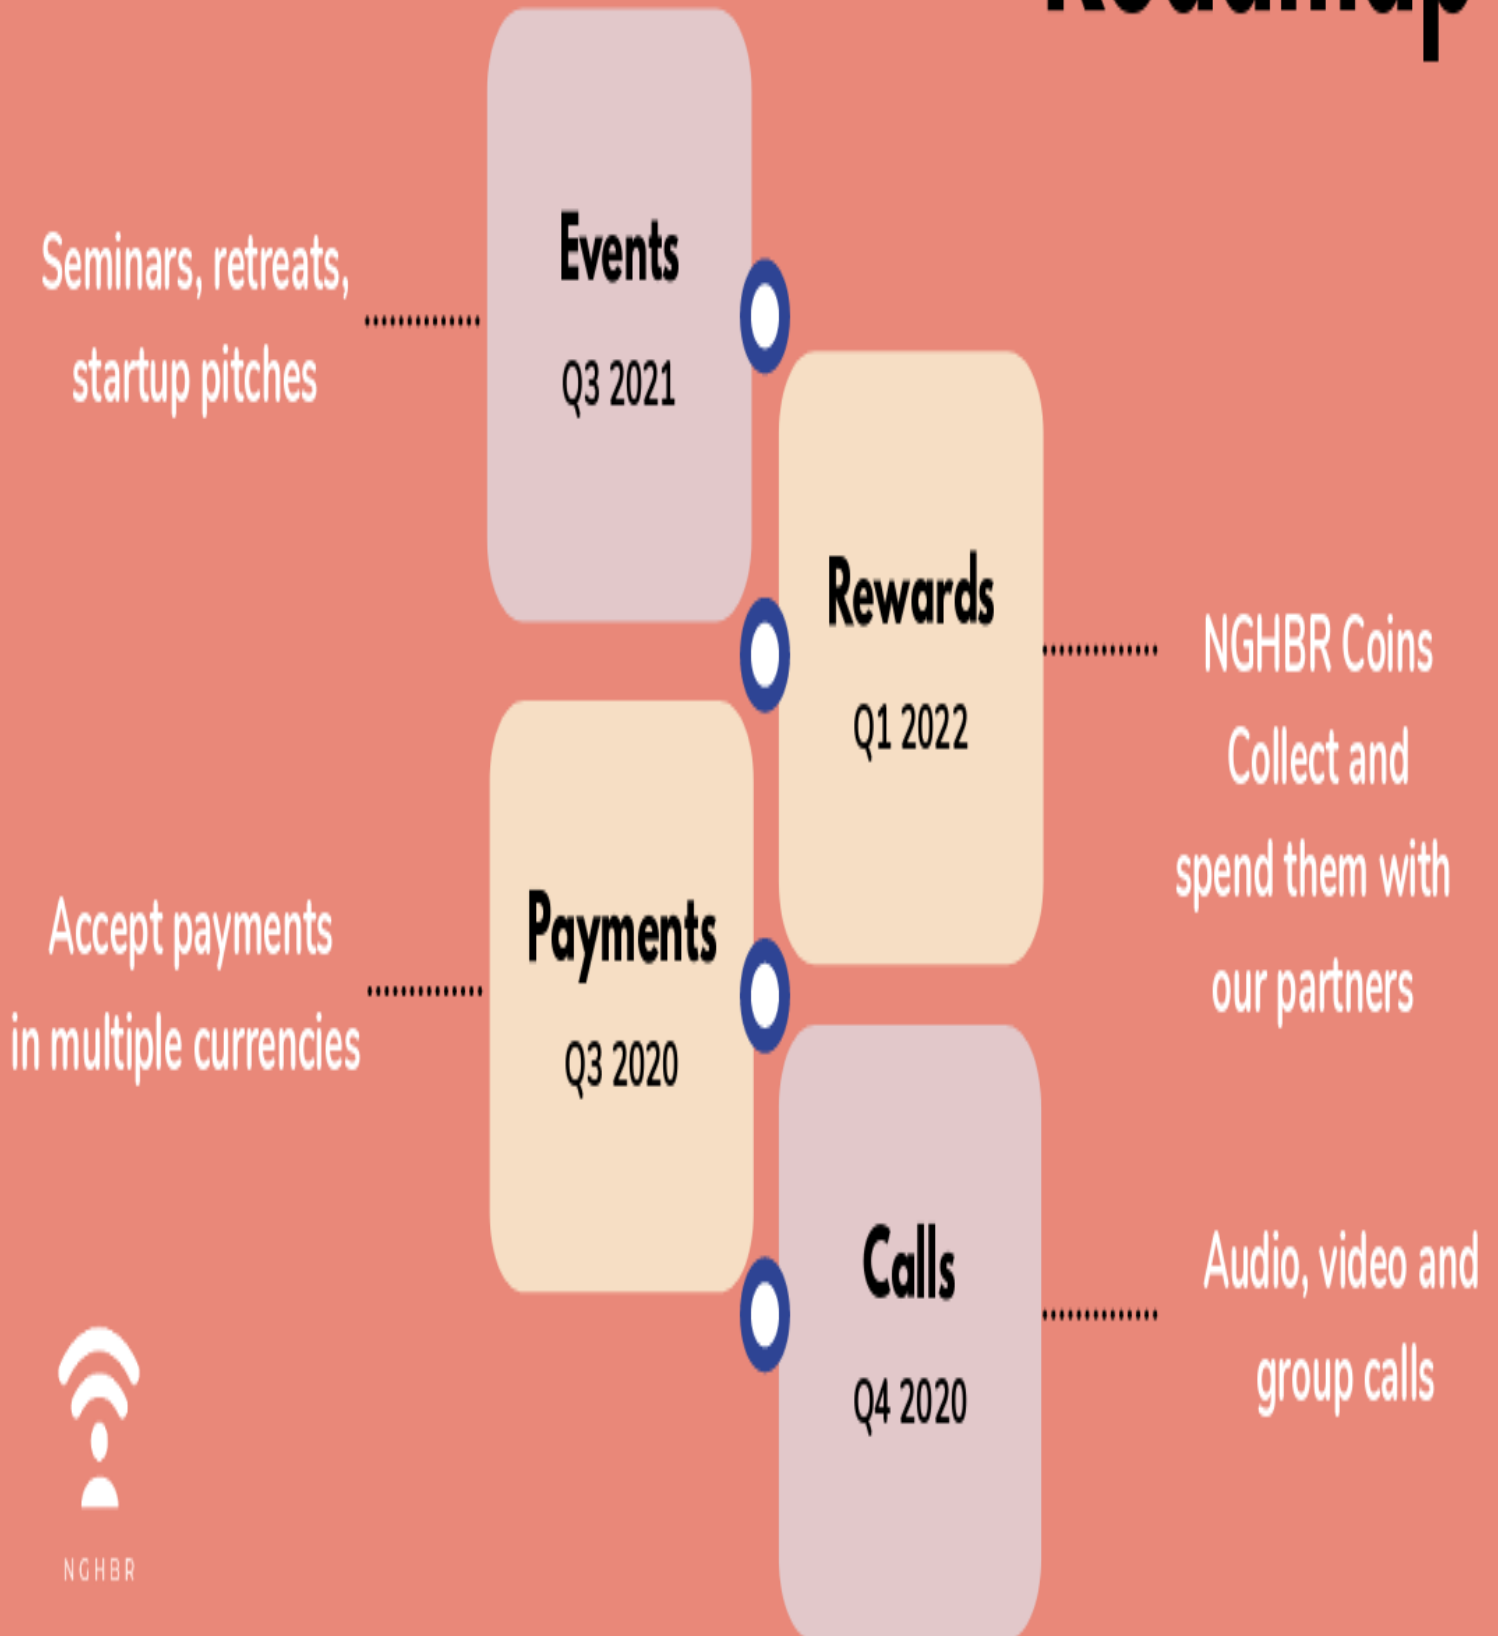 Roadmap
Events
Q3 2021
Seminars, retreats,
startup pitches
Rewards
Q1 2022
NGHBR Coins
Collect and
spend them with
our partners
Payments
Q3 2020
Accept payments
in multiple currencies
Calls
Q4 2020
Audio, video and
group calls
NGHBR